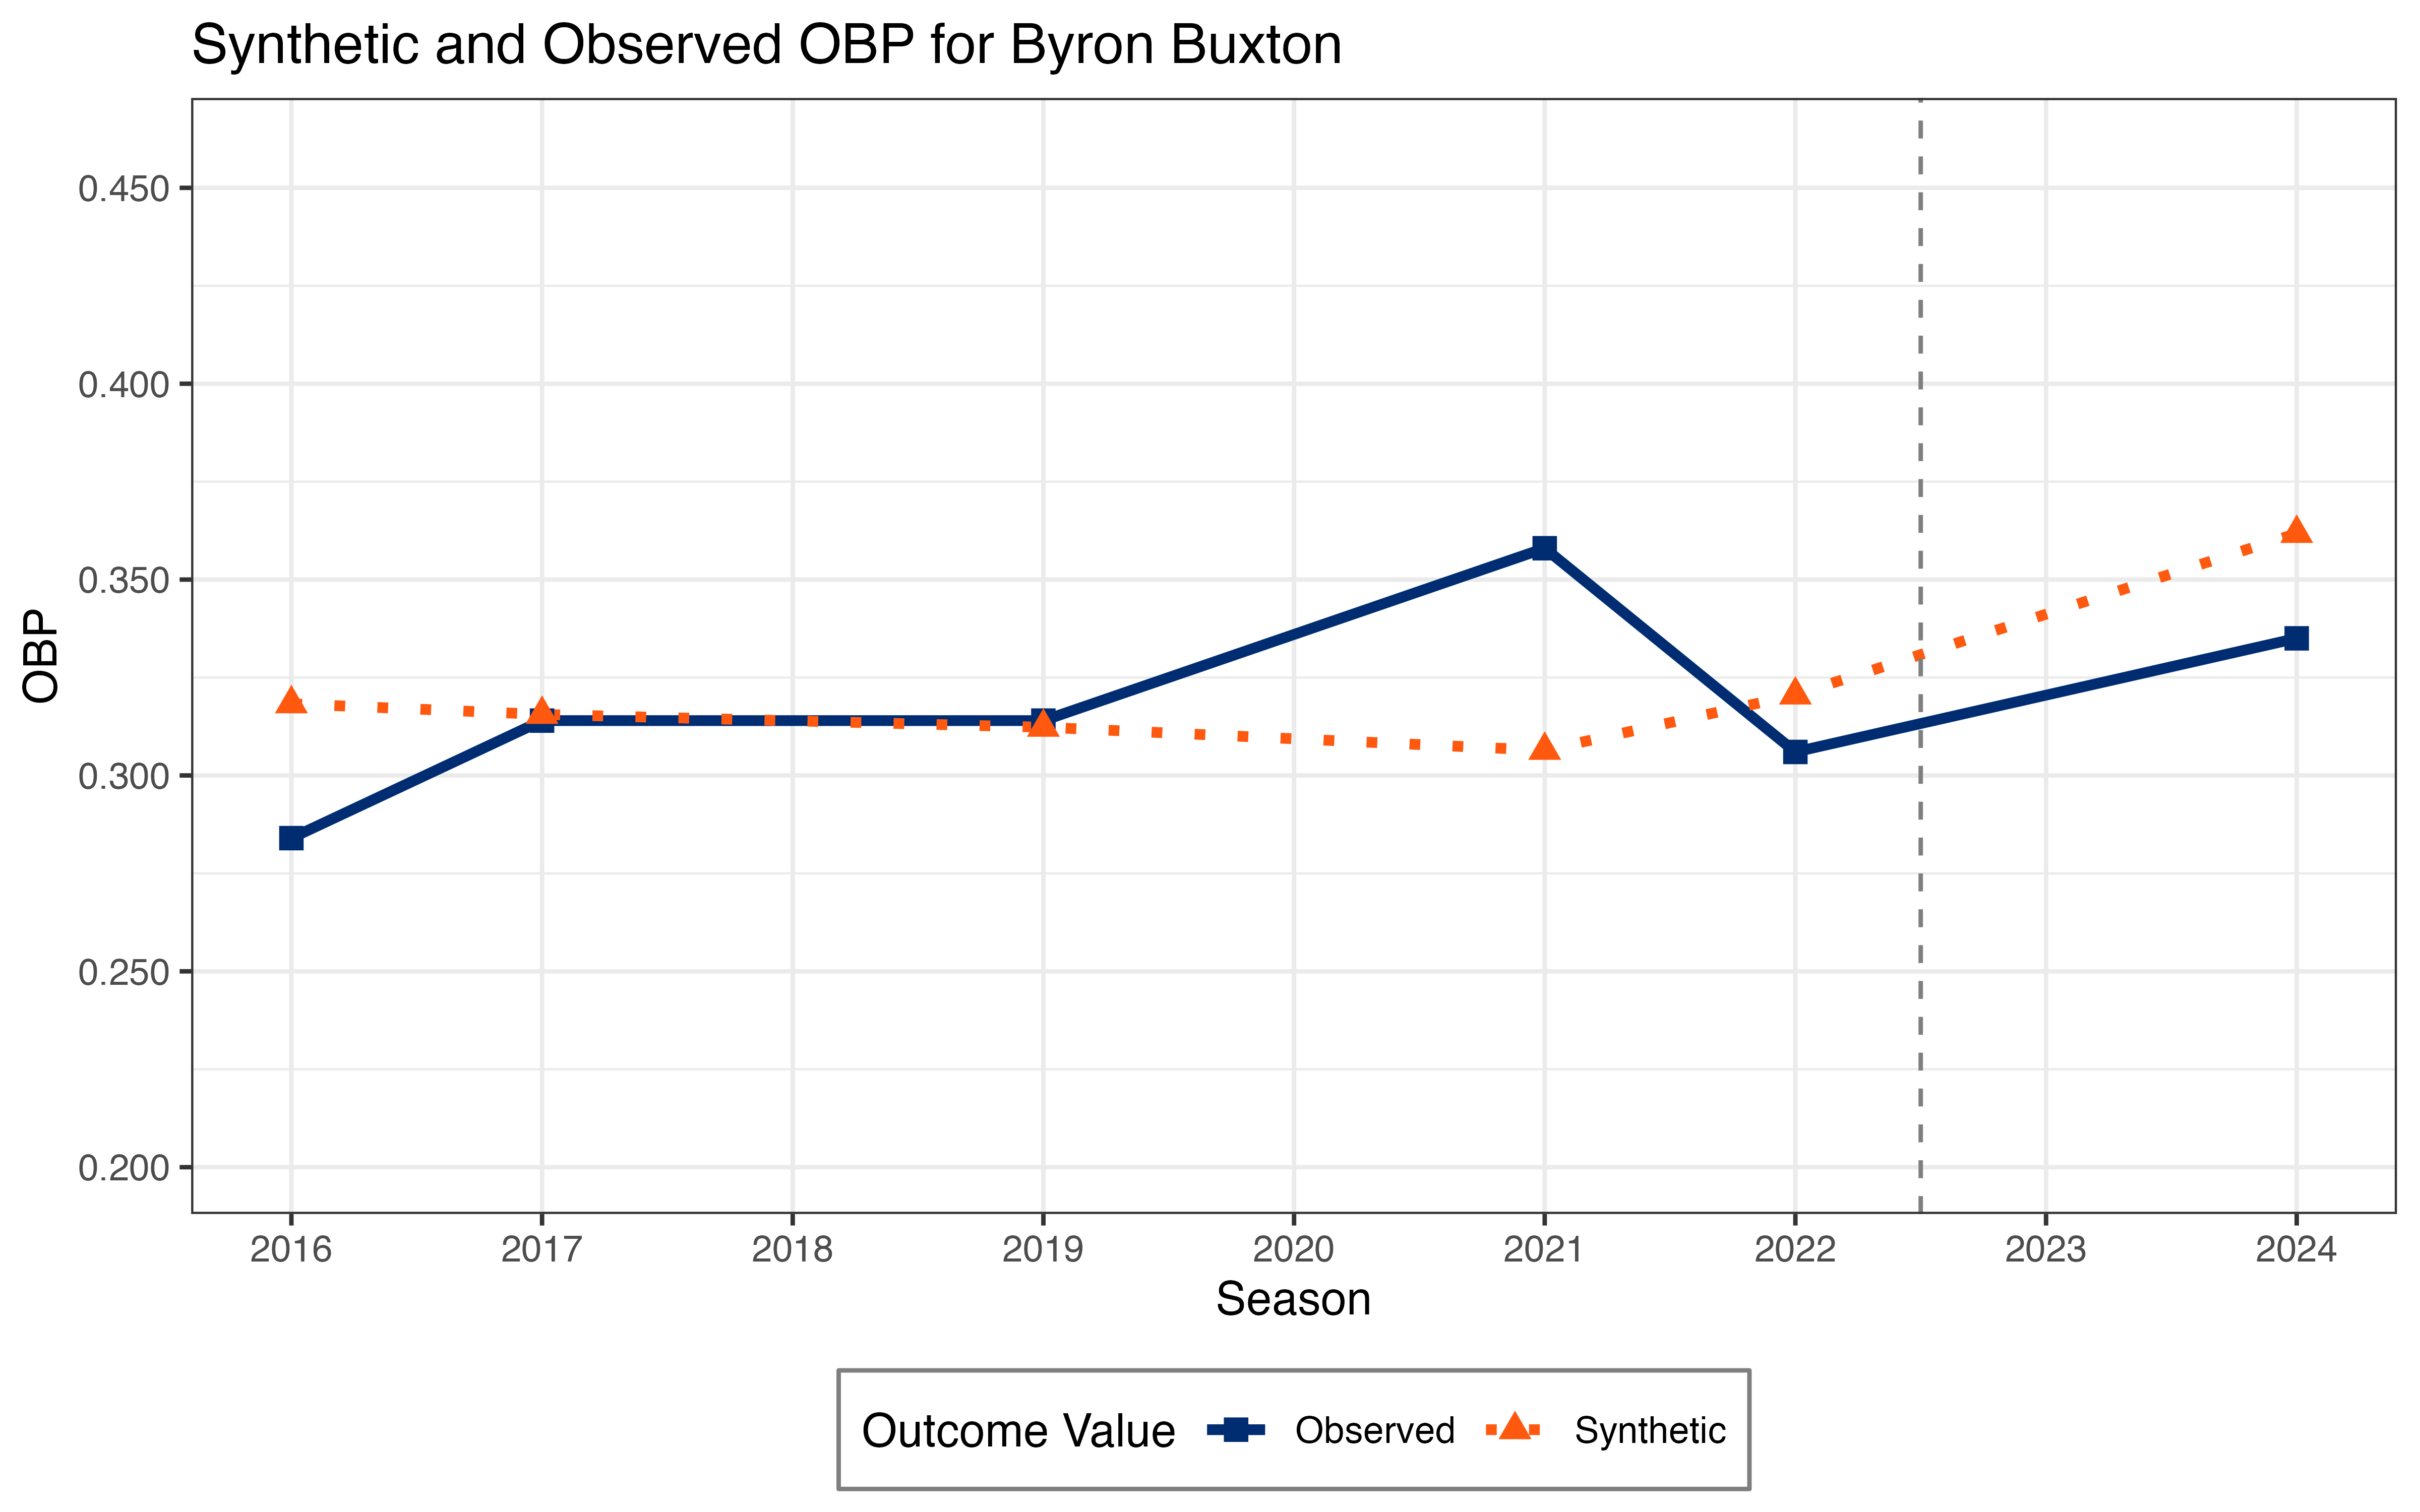 Synthetic and Observed OBP for Byron Buxton
OBP
0.450
0.400
0.350
0.300
0.250
0.200
2016 2017 2018 2019 2020 2021 2022 2023 2024
Season
Outcome Value Observed Synthetic